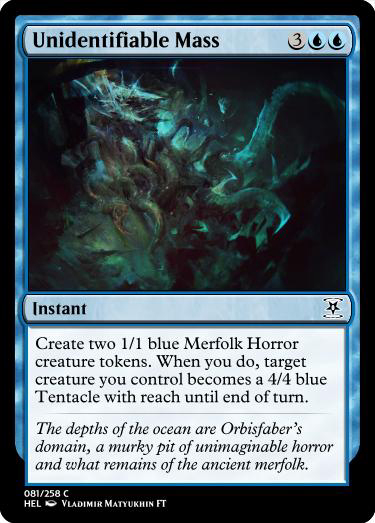 Unidentifiable Mass 3
Instant
Create two 1/1 blue Merfolk Horror
creature tokens. When you do, target
creature you control becomes a 4/4 blue
Tentacle with reach until end of turn.
The depths of the ocean are Orbisfaber's
domain, a murky pit of unimaginable horror
and what remains of the ancient merfolk.
081/258 C
HEL Vladimir Matyukhin FT